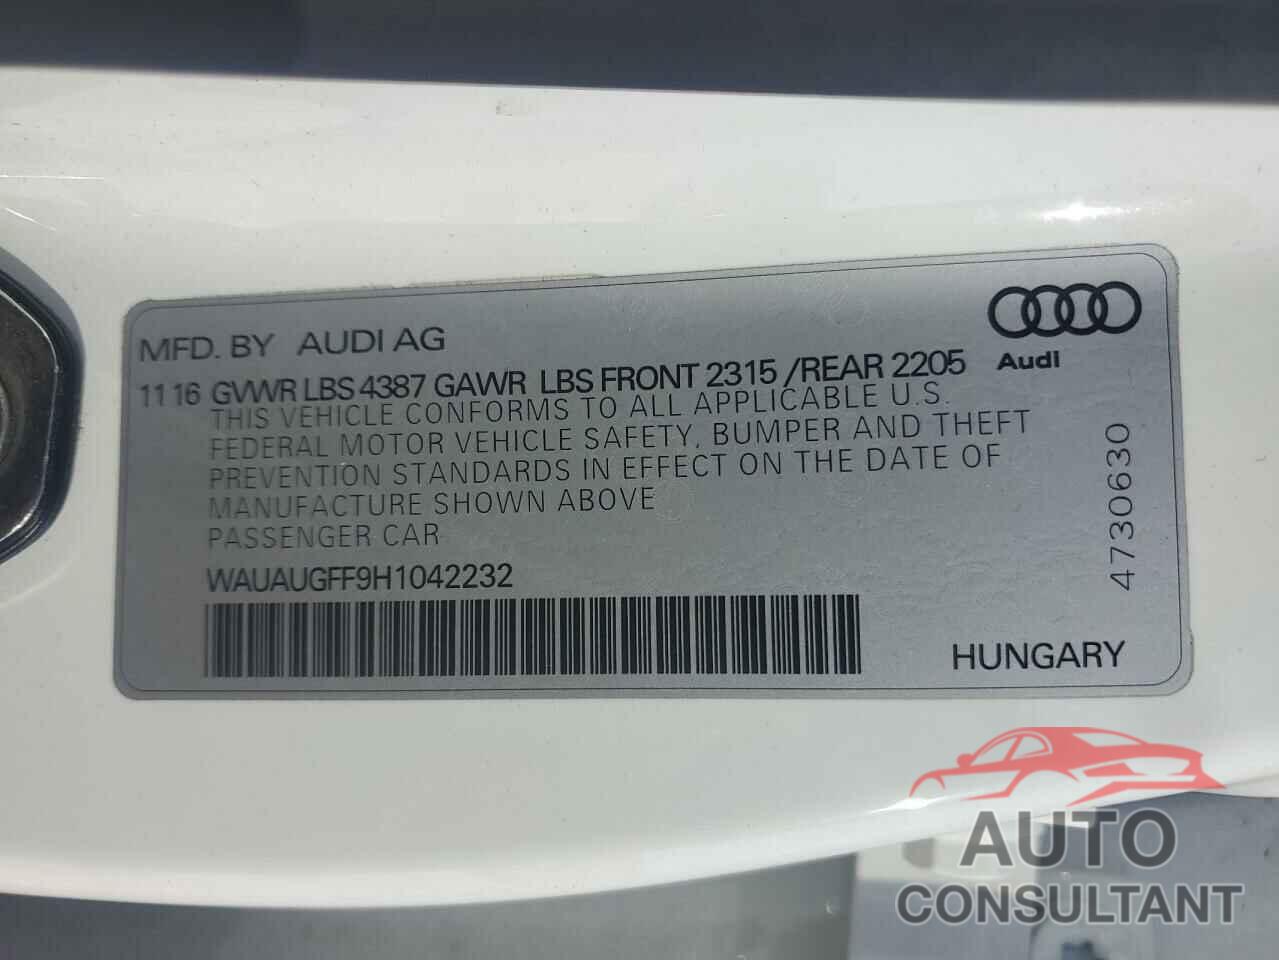 MFD. BY AUDI AG
11 16 GVWR LBS 4387 GAWR LBS FRONT 2315 /REAR 2205
THIS VEHICLE CONFORMS TO ALL APPLICABLE U.S.
FEDERAL MOTOR VEHICLE SAFETY, BUMPER AND THEFT
PREVENTION STANDARDS IN EFFECT ON THE DATE OF
MANUFACTURE SHOWN ABOVE
PASSENGER CAR
WAUAUGFF9H1042232
Audi
4730630
HUNGARY
AUTO
CONSULTANT